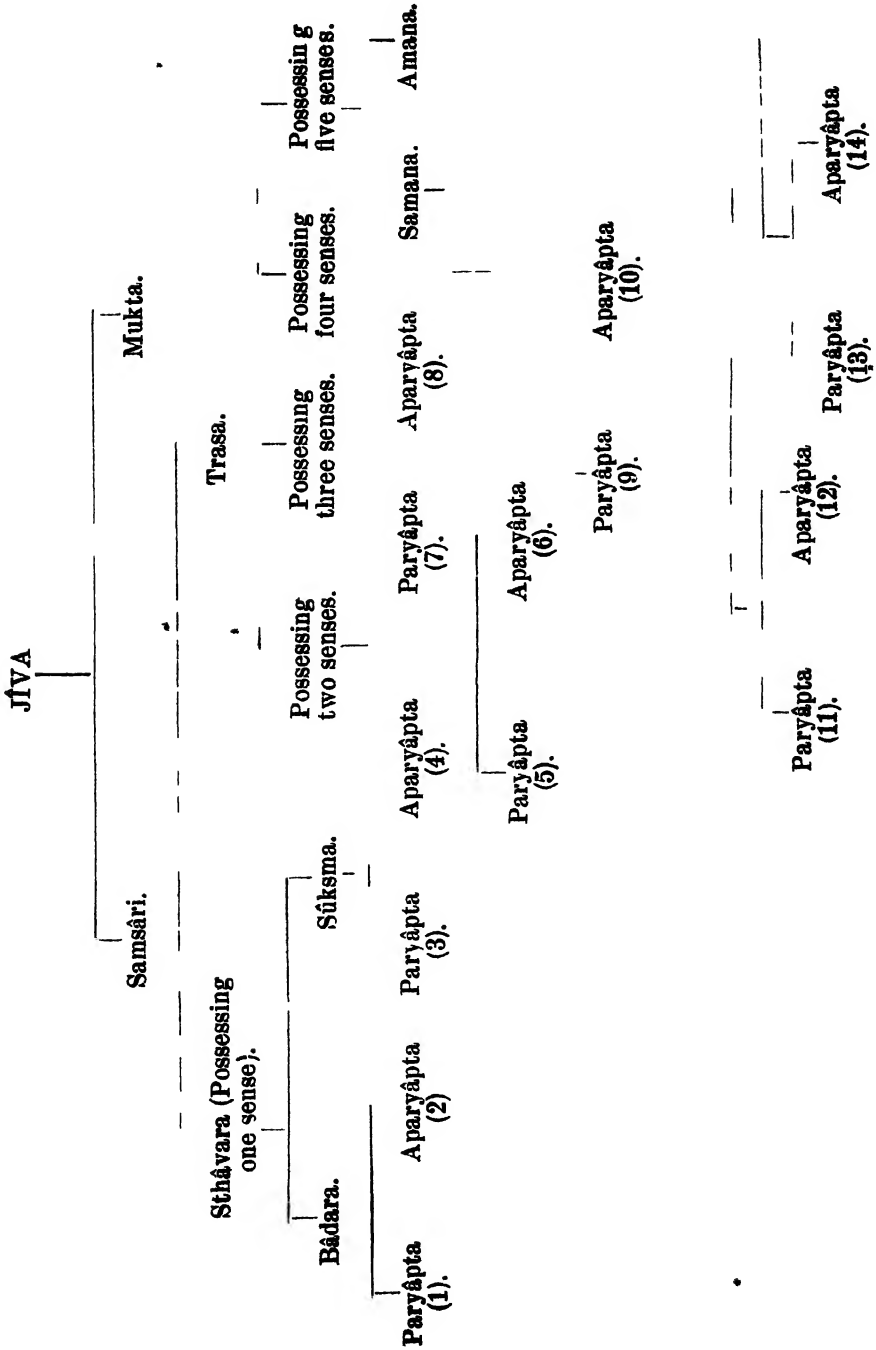 JÎVA
Samsâri.
Mukta.
Sthâvara (Possessing
one sense).
Trasa.
Bâdara.
Sûksma.
Possessing
two senses.
Possessing
three senses.
Possessing
four senses.
Possessing
five senses.
Paryâpta
(1).
Aparyâpta
(2)
Paryâpta
(3).
Aparyâpta
(4).
Paryâpta
(7).
Aparyâpta
(8).
Samana.
Amana.
Paryâpta
(5).
Aparyâpta
(6).
Paryâpta
(9).
Aparyâpta
(10).
Paryâpta
(11).
Aparyâpta
(12).
Paryâpta
(13).
Aparyâpta
(14).